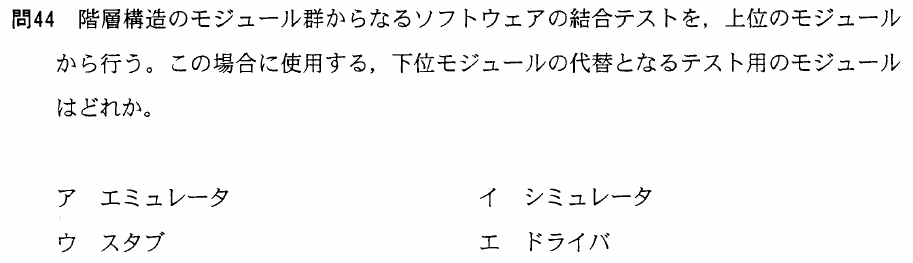 問44 階層構造のモジュール群からなるソフトウェアの結合テストを，上位のモジュール
から行う。この場合に使用する，下位モジュールの代替となるテスト用のモジュール
はどれか。
ア エミュレータ イ シミュレータ
ウ スタブ エ ドライバ